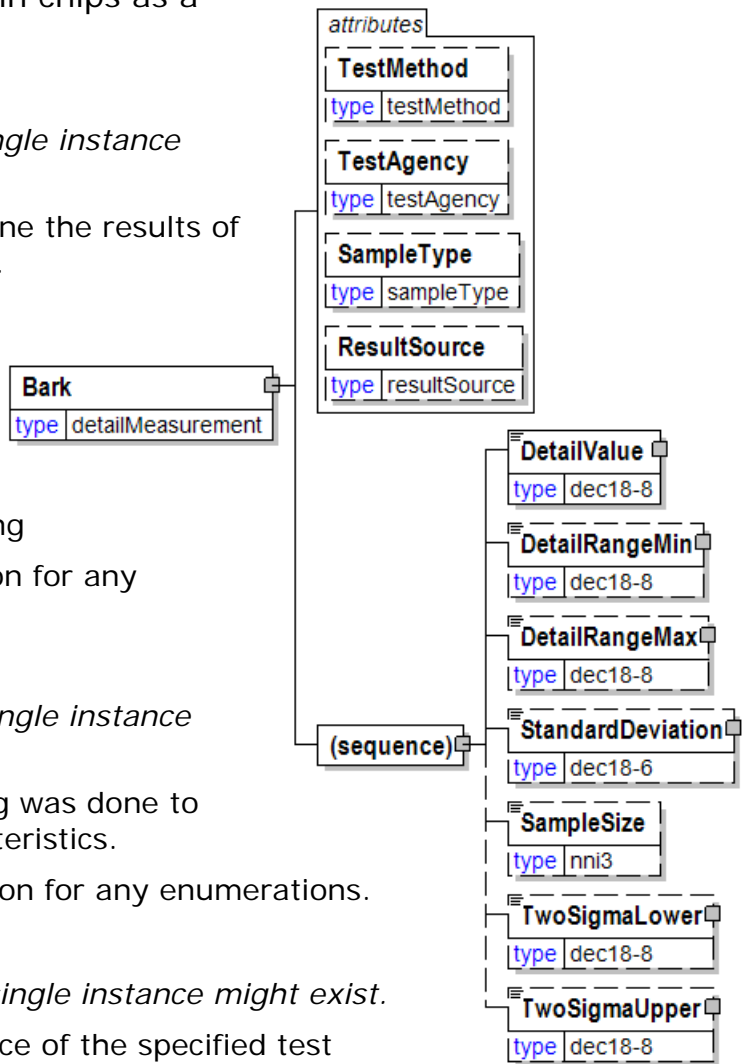 in chips as a
ngle instance
ne the results of
.
ng
on for any
ngle instance
g was done to
teristics.
on for any enumerations.
single instance might exist.
ce of the specified test
attributes
TestMethod
type testMethod
TestAgency
type testAgency
SampleType
type sampleType
ResultSource
type resultSource
Bark
type detailMeasurement
(sequence)
DetailValue
type dec18-8
DetailRangeMin
type dec18-8
DetailRangeMax
type dec18-8
StandardDeviation
type dec18-6
SampleSize
type nni3
TwoSigmaLower
type dec18-8
TwoSigmaUpper
type dec18-8